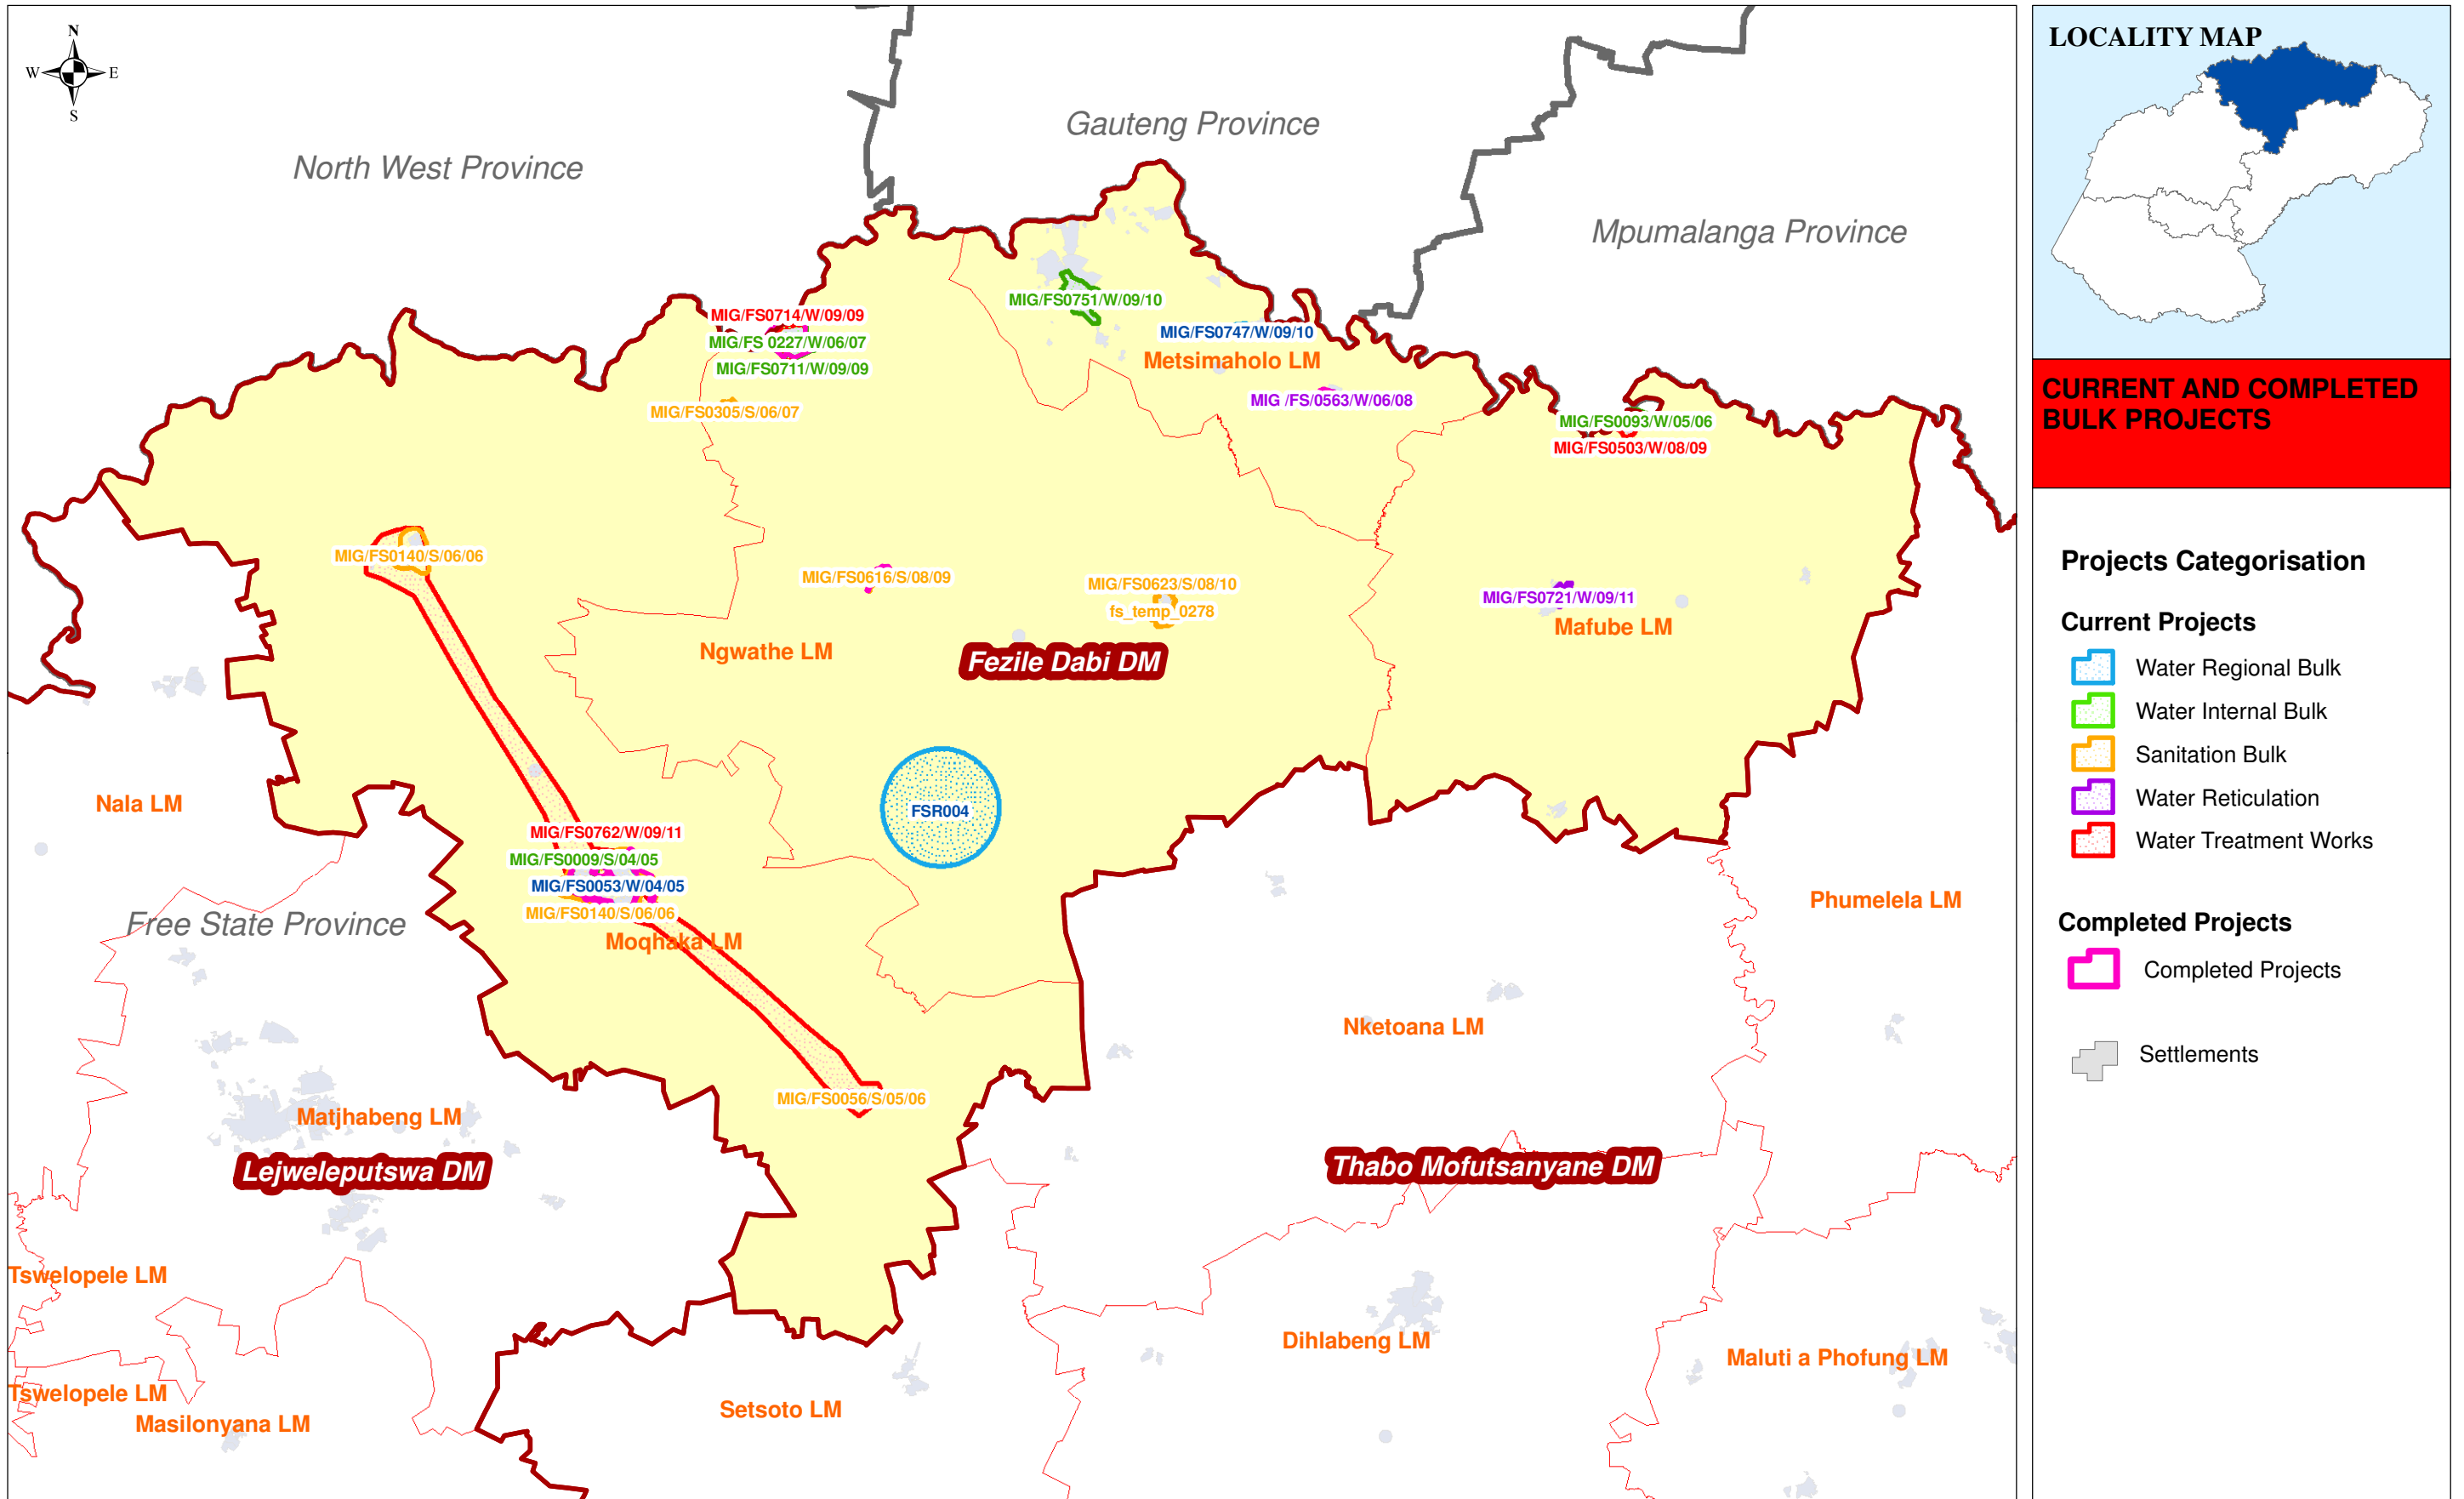 N
W
E
S
North West Province
Gauteng Province
Mpumalanga Province
MIG/FS0751/W/09/10
MIG/FS0714/W/09/09
MIG/FS 0227/W/06/07
MIG/FS0711/W/09/09
MIG/FS0747/W/09/10
Metsimaholo LM
MIG/FS0305/S/06/07
MIG /FS/0563/W/06/08
MIG/FS0093/W/05/06
MIG/FS0503/W/08/09
MIG/FS0140/S/06/06
MIG/FS0616/S/08/09
MIG/FS0623/S/08/10
fs_temp_0278
MIG/FS0721/W/09/11
Mafube LM
Ngwathe LM
Fezile Dabi DM
Nala LM
FSR004
MIG/FS0762/W/09/11
MIG/FS0009/S/04/05
MIG/FS0053/W/04/05
MIG/FS0140/S/06/06
Moqhaka LM
Free State Province
Phumelela LM
Nketoana LM
MIG/FS0056/S/05/06
Matjhabeng LM
Lejweleputswa DM
Thabo Mofutsanyane DM
Tswelopele LM
Dihlabeng LM
Maluti a Phofung LM
Tswelopele LM
Masilonyana LM
Setsoto LM
LOCALITY MAP
CURRENT AND COMPLETED
BULK PROJECTS
Projects Categorisation
Current Projects
Water Regional Bulk
Water Internal Bulk
Sanitation Bulk
Water Reticulation
Water Treatment Works
Completed Projects
Completed Projects
Settlements